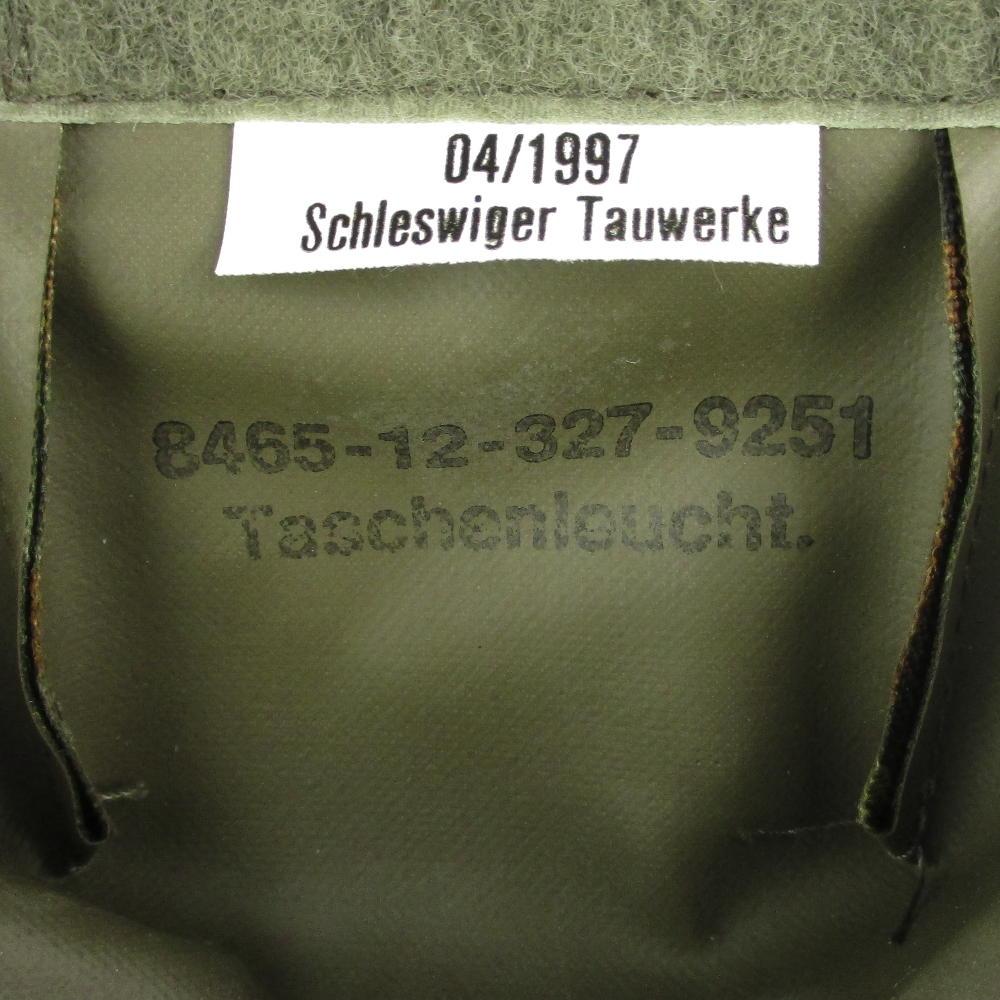 04/1997
Schleswiger Tauwerke
8465-12-327-9251
Taschenleucht.